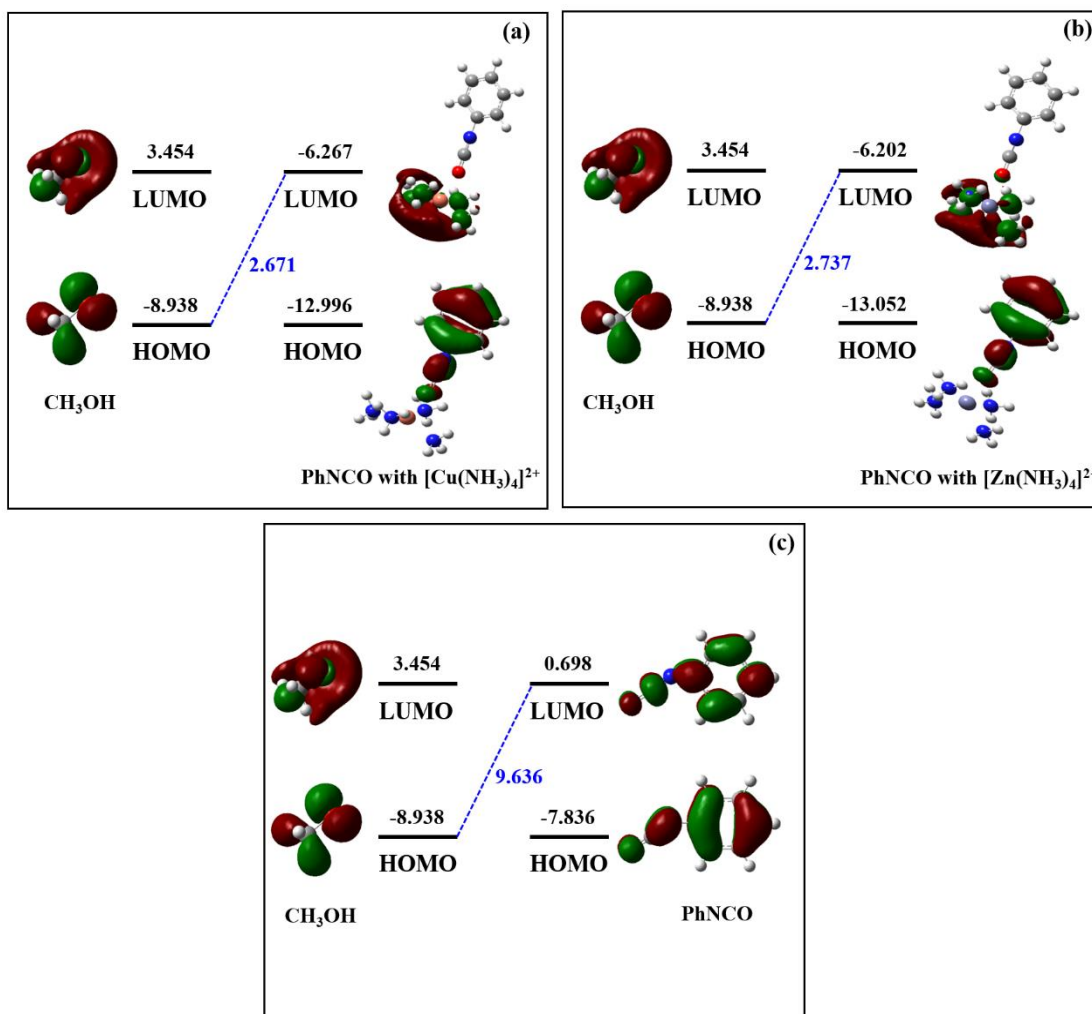 (a)
3.454
-6.267
LUMO
LUMO
2.671
-8.938
-12.996
HOMO
HOMO
CH₃OH
PhNCO with [Cu(NH₃)₄]²⁺
(b)
3.454
-6.202
LUMO
LUMO
2.737
-8.938
-13.052
HOMO
HOMO
CH₃OH
PhNCO with [Zn(NH₃)₄]²⁺
(c)
3.454
0.698
LUMO
LUMO
9.636
-8.938
-7.836
HOMO
HOMO
CH₃OH
PhNCO